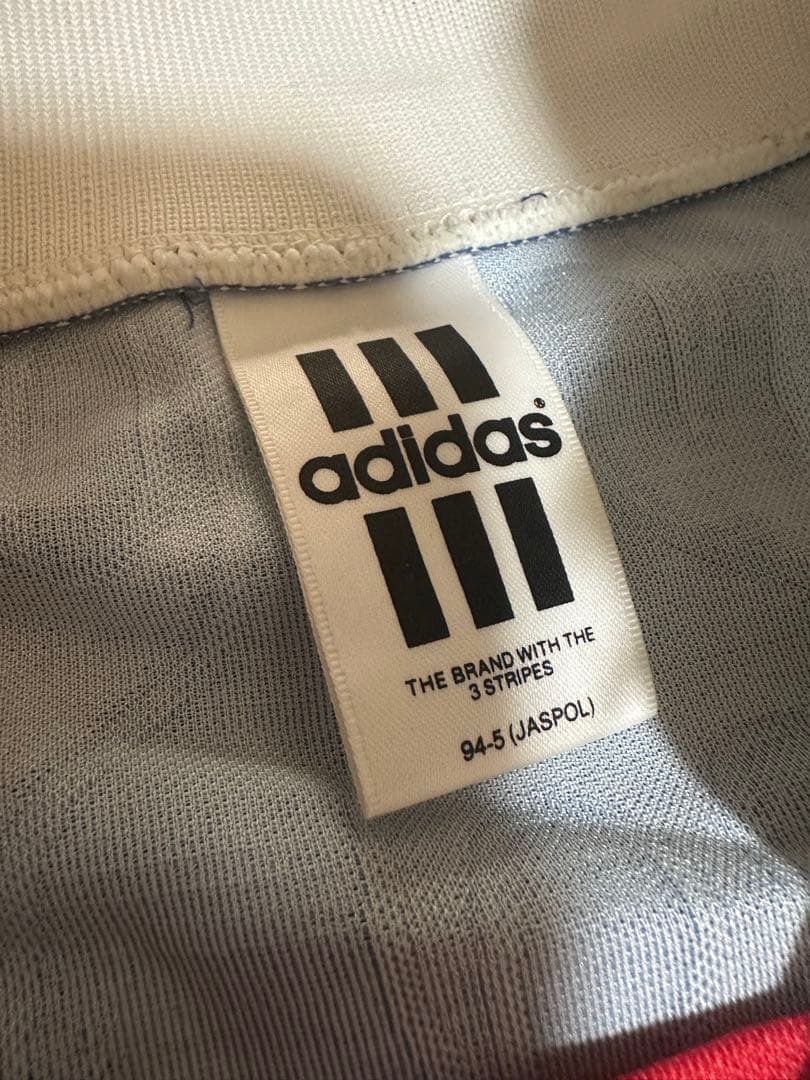 adidas®
THE BRAND WITH THE
3 STRIPES
94-5 (JASPOL)